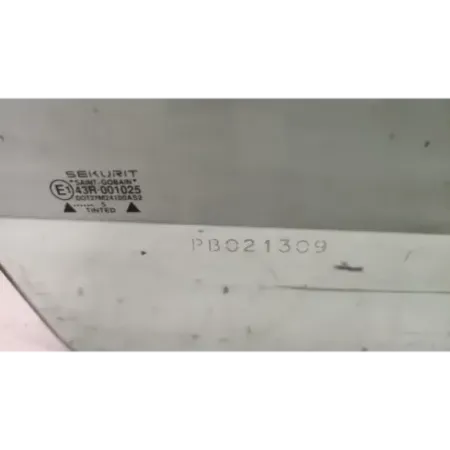 SEKURIT
"SAINT-GOBAIN"
E1 43R-001025
TINTED
PB021309